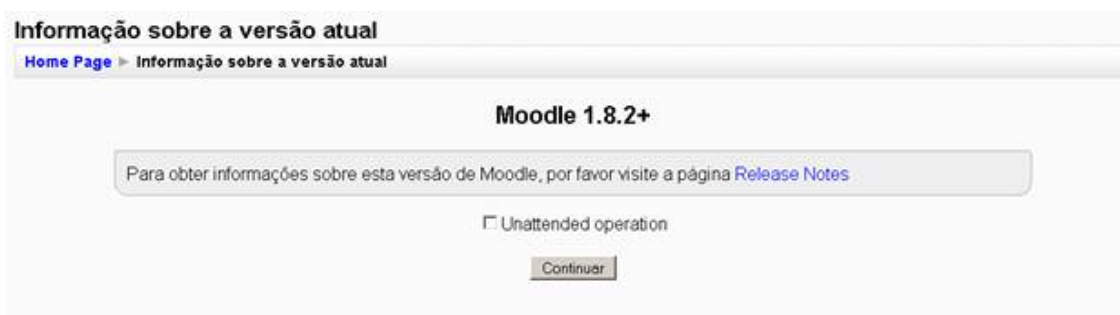 Informação sobre a versão atual
Home Page ► Informação sobre a versão atual
Moodle 1.8.2+
Para obter informações sobre esta versão de Moodle, por favor visite a página Release Notes
Unattended operation
Continuar